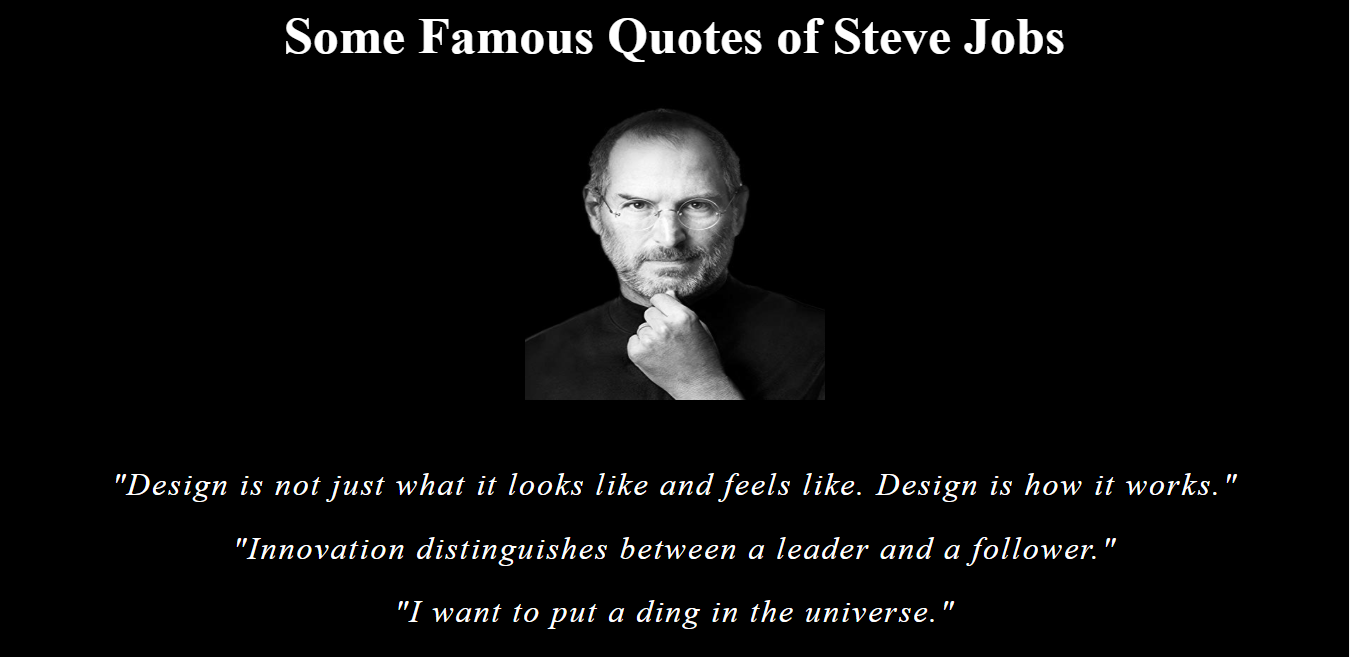 Some Famous Quotes of Steve Jobs
"Design is not just what it looks like and feels like. Design is how it works."
"Innovation distinguishes between a leader and a follower."
"I want to put a ding in the universe."